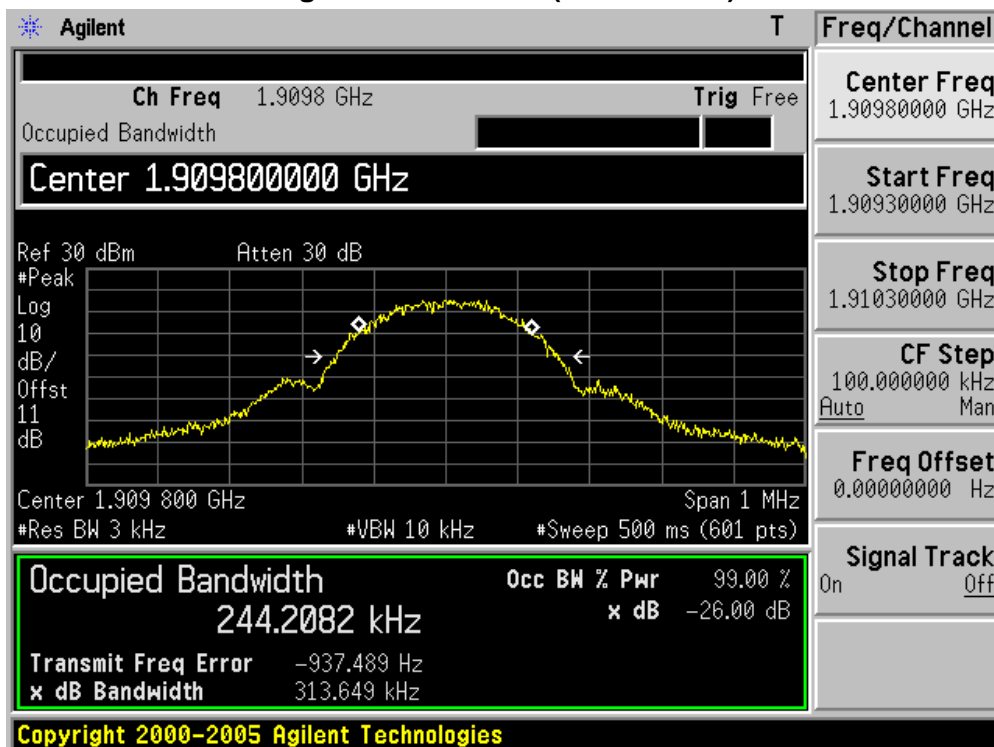 Agilent T Freq/Channel
Ch Freq 1.9098 GHz Trig Free
Occupied Bandwidth
Center 1.909800000 GHz
Ref 30 dBm Atten 30 dB
#Peak
Log
10
dB/
Offst
11
dB
Center 1.909 800 GHz Span 1 MHz
#Res BW 3 kHz #VBW 10 kHz #Sweep 500 ms (601 pts)
Occupied Bandwidth Occ BW % Pwr 99.00 %
244.2082 kHz x dB -26.00 dB
Transmit Freq Error -937.489 Hz
x dB Bandwidth 313.649 kHz
Center Freq
1.90980000 GHz
Start Freq
1.90930000 GHz
Stop Freq
1.91030000 GHz
CF Step
100.000000 kHz
Auto Man
Freq Offset
0.00000000 Hz
Signal Track
On Off
Copyright 2000-2005 Agilent Technologies